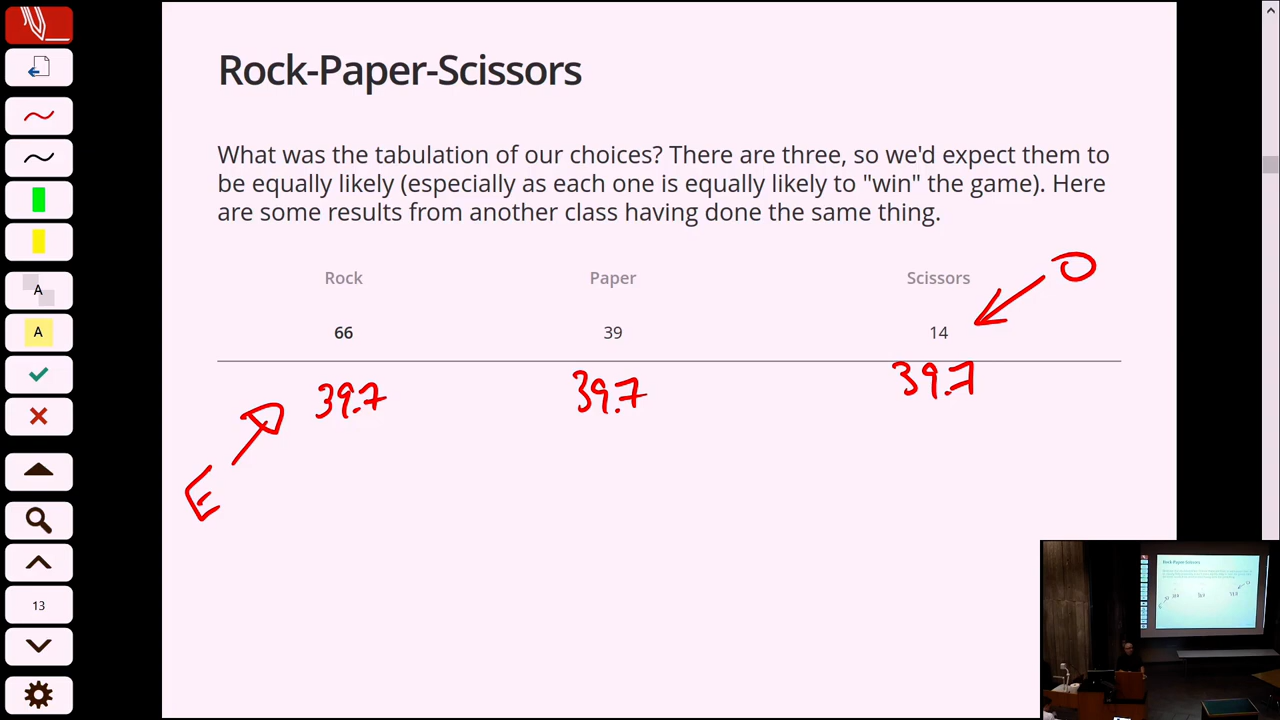 Rock-Paper-Scissors
What was the tabulation of our choices? There are three, so we'd expect them to
be equally likely (especially as each one is equally likely to "win" the game). Here
are some results from another class having done the same thing.
O
Rock Paper Scissors
66 39 14
39.7 39.7 39.7
E
A
A
13